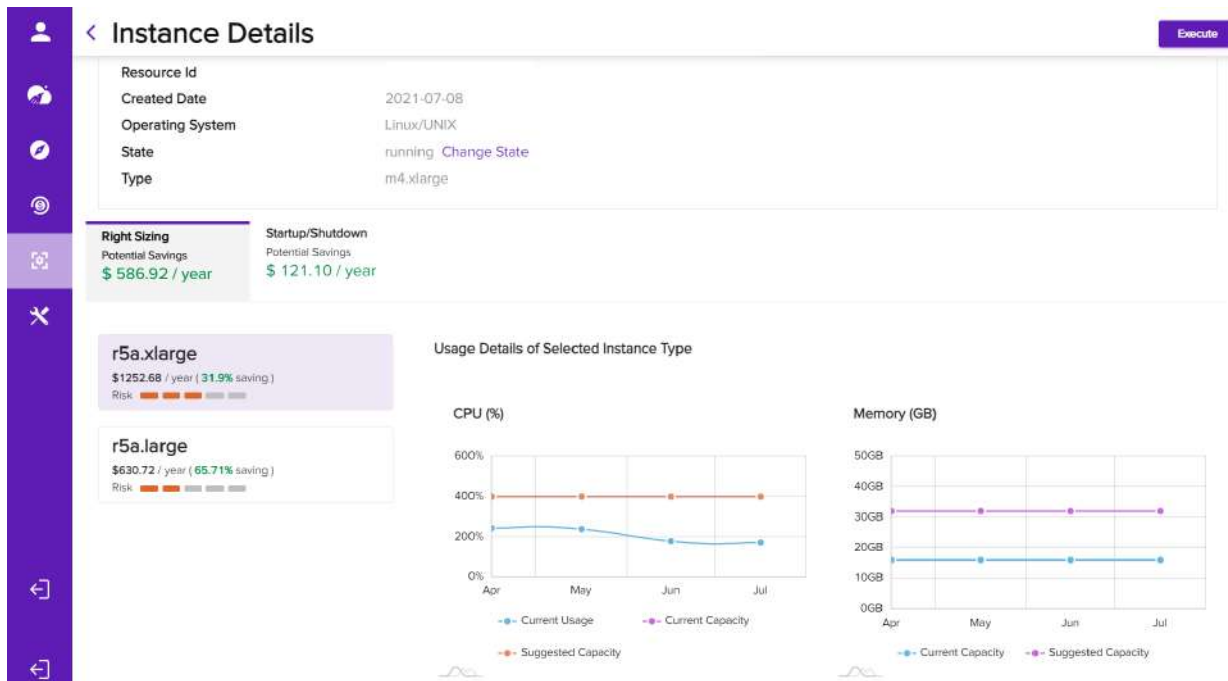 Instance Details
Execute
Resource Id
Created Date 2021-07-08
Operating System Linux/UNIX
State running Change State
Type m4.xlarge
Right Sizing
Potential Savings
$ 586.92 / year
Startup/Shutdown
Potential Savings
$ 121.10 / year
r5a.xlarge
$1252.68 / year ( 31.9% saving )
Risk
r5a.large
$630.72 / year ( 65.71% saving )
Risk
Usage Details of Selected Instance Type
CPU (%)
600%
400%
200%
0%
Apr May Jun Jul
Current Usage Current Capacity
Suggested Capacity
Memory (GB)
50GB
40GB
30GB
20GB
10GB
0GB
Apr May Jun Jul
Current Capacity Suggested Capacity